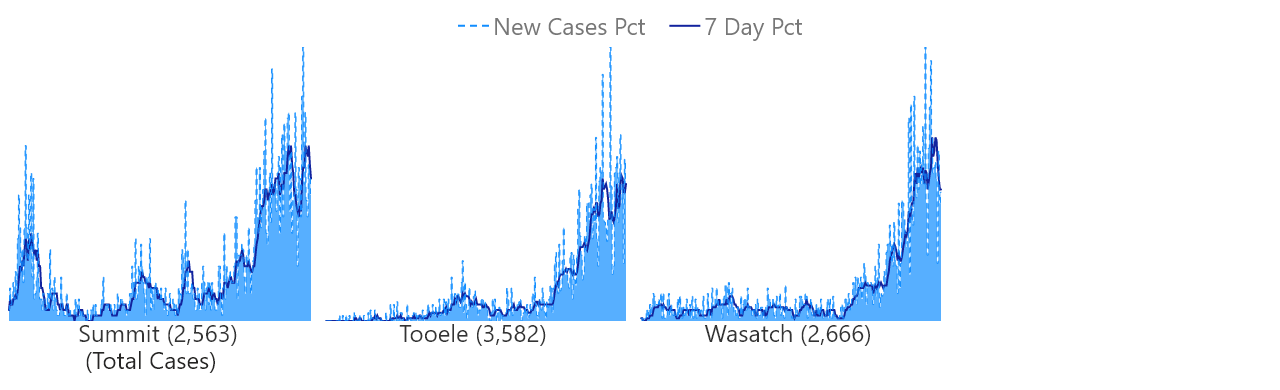 New Cases Pct 7 Day Pct
Summit (2,563) Tooele (3,582) Wasatch (2,666)
(Total Cases)